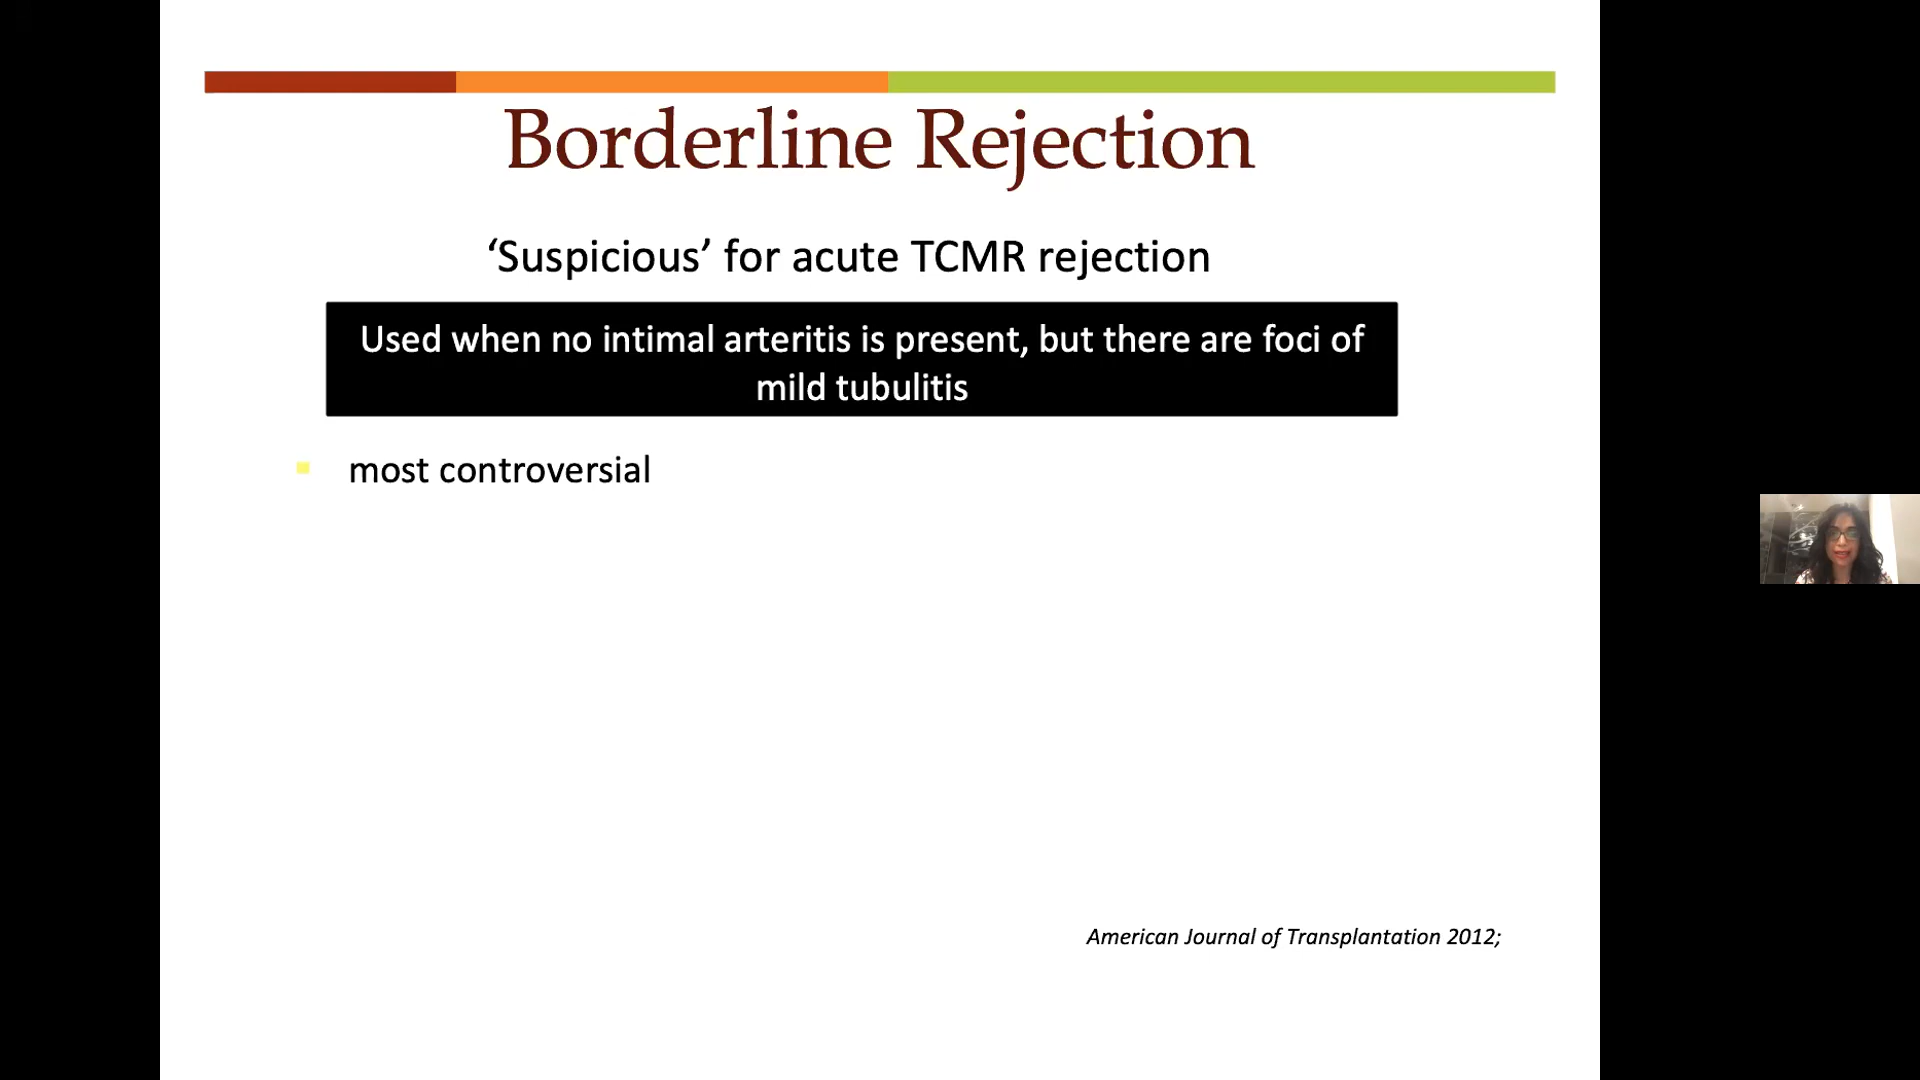 Borderline Rejection
‘Suspicious’ for acute TCMR rejection
Used when no intimal arteritis is present, but there are foci of
mild tubulitis
most controversial
American Journal of Transplantation 2012;